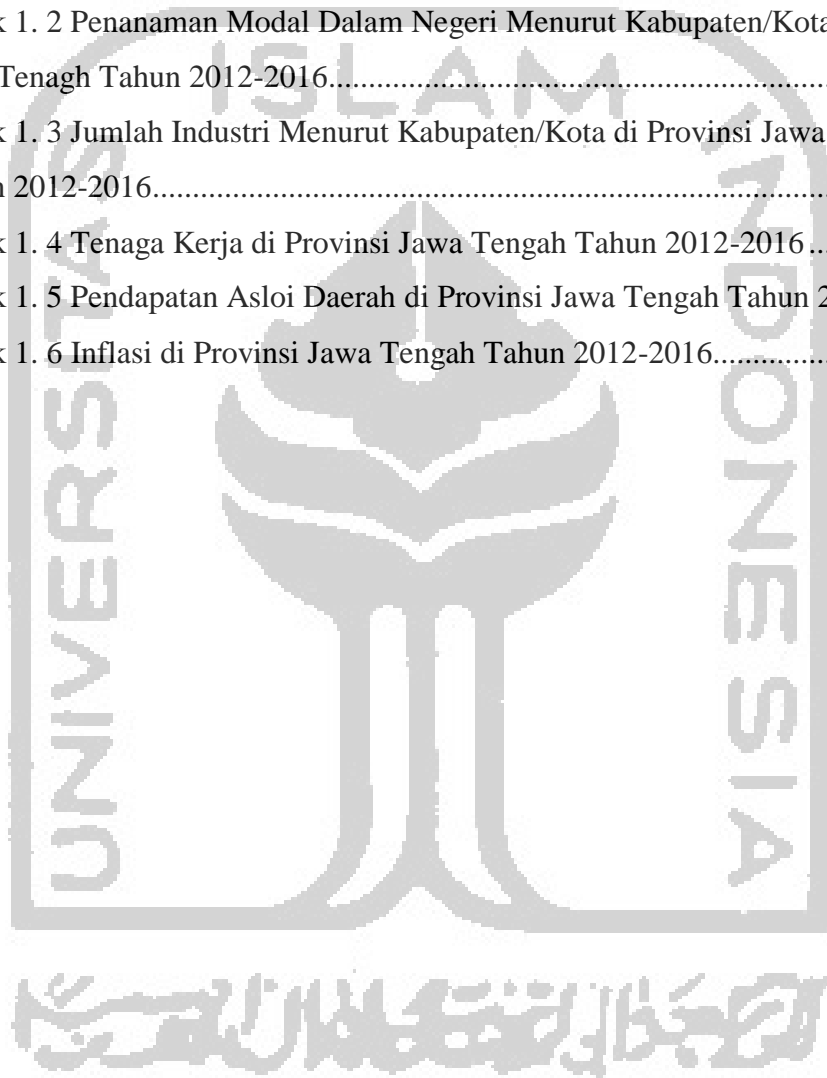 k 1. 2 Penanaman Modal Dalam Negeri Menurut Kabupaten/Kota
Tenagh Tahun 2012-2016......................................................................
k 1. 3 Jumlah Industri Menurut Kabupaten/Kota di Provinsi Jawa
n 2012-2016............................................................................................
k 1. 4 Tenaga Kerja di Provinsi Jawa Tengah Tahun 2012-2016....
k 1. 5 Pendapatan Asloi Daerah di Provinsi Jawa Tengah Tahun 2
k 1. 6 Inflasi di Provinsi Jawa Tengah Tahun 2012-2016................
UNIVERSITAS
ISLAM
INDONESIA